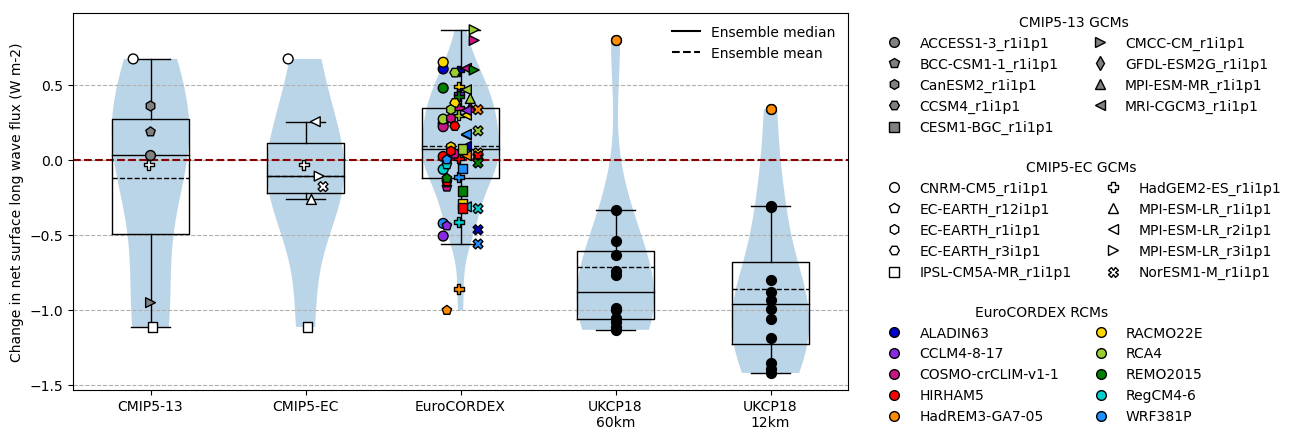 Change in net surface long wave flux (W m-2)
0.5
0.0
−0.5
−1.0
−1.5
CMIP5-13
CMIP5-EC
EuroCORDEX
UKCP18
60km
UKCP18
12km
Ensemble median
Ensemble mean
CMIP5-13 GCMs
ACCESS1-3_r1i1p1
BCC-CSM1-1_r1i1p1
CanESM2_r1i1p1
CCSM4_r1i1p1
CESM1-BGC_r1i1p1
CMCC-CM_r1i1p1
GFDL-ESM2G_r1i1p1
MPI-ESM-MR_r1i1p1
MRI-CGCM3_r1i1p1
CMIP5-EC GCMs
CNRM-CM5_r1i1p1
EC-EARTH_r12i1p1
EC-EARTH_r1i1p1
EC-EARTH_r3i1p1
IPSL-CM5A-MR_r1i1p1
HadGEM2-ES_r1i1p1
MPI-ESM-LR_r1i1p1
MPI-ESM-LR_r2i1p1
MPI-ESM-LR_r3i1p1
NorESM1-M_r1i1p1
EuroCORDEX RCMs
ALADIN63
CCLM4-8-17
COSMO-crCLIM-v1-1
HIRHAM5
HadREM3-GA7-05
RACMO22E
RCA4
REMO2015
RegCM4-6
WRF381P